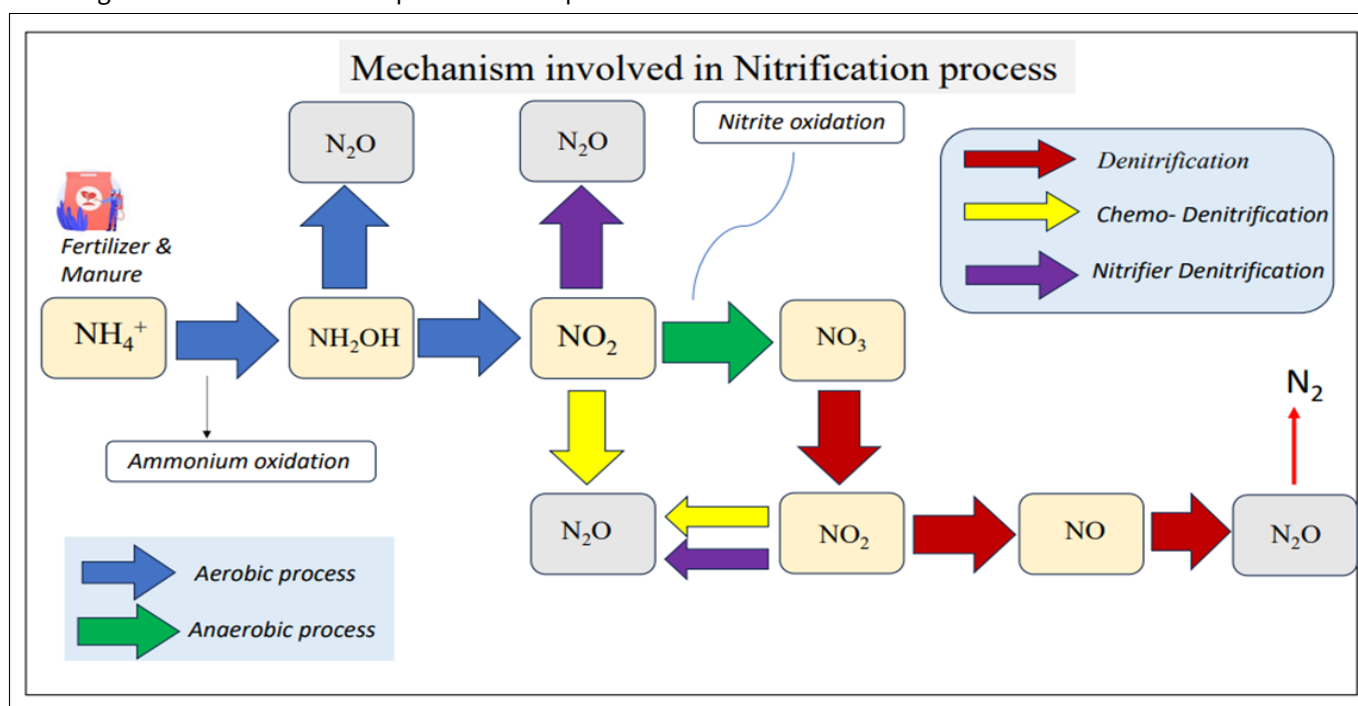 Mechanism involved in Nitrification process
N₂O
N₂O
Nitrite oxidation
Denitrification
Chemo- Denitrification
Nitrifier Denitrification
Fertilizer &
Manure
NH₄⁺
NH₂OH
NO₂
NO₃
N₂
Ammonium oxidation
N₂O
NO₂
NO
N₂O
Aerobic process
Anaerobic process